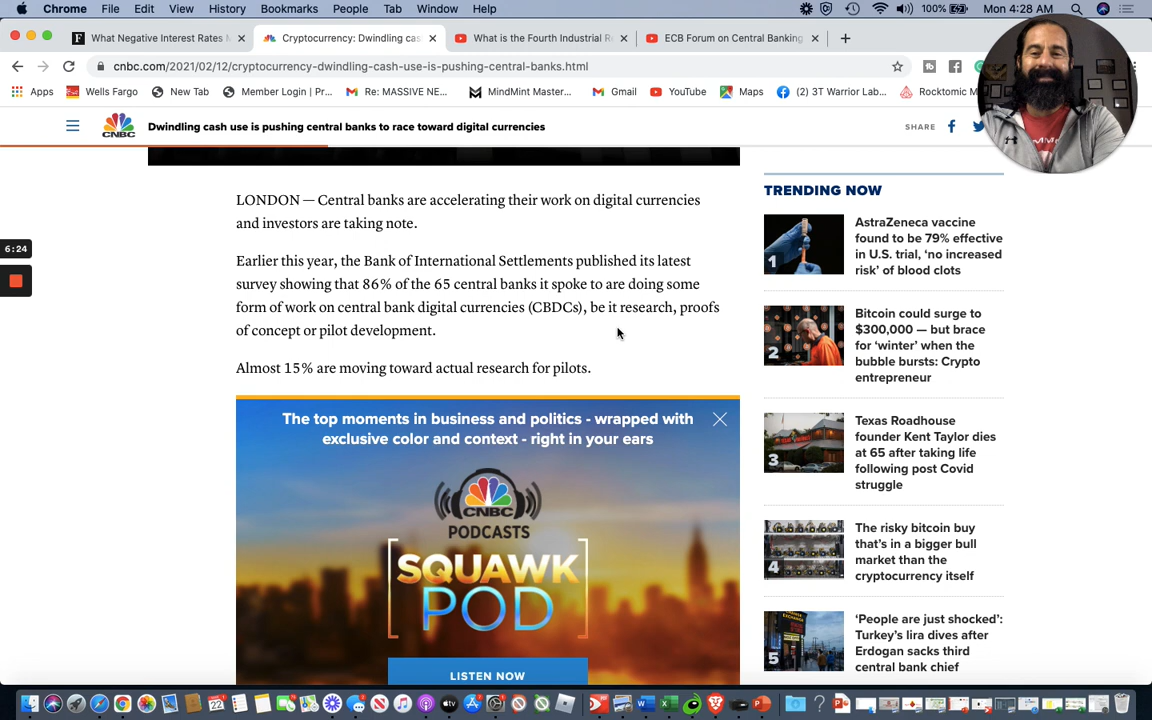 Chrome File Edit View History Bookmarks People Tab Window Help 100% Mon 4:28 AM
What Negative Interest Rates Cryptocurrency: Dwindling cas What is the Fourth Industrial R ECB Forum on Central Banking
cnbc.com/2021/02/12/cryptocurrency-dwindling-cash-use-is-pushing-central-banks.html
Apps Wells Fargo New Tab Member Login | Pr... Re: MASSIVE NE... MindMint Master... Gmail YouTube Maps (2) 3T Warrior Lab... Rocktomic M
CNBC Dwindling cash use is pushing central banks to race toward digital currencies SHARE
LONDON — Central banks are accelerating their work on digital currencies
and investors are taking note.
6:24
Earlier this year, the Bank of International Settlements published its latest
survey showing that 86% of the 65 central banks it spoke to are doing some
form of work on central bank digital currencies (CBDCs), be it research, proofs
of concept or pilot development.
Almost 15% are moving toward actual research for pilots.
The top moments in business and politics - wrapped with
exclusive color and context - right in your ears
CNBC
PODCASTS
SQUAWK
POD
LISTEN NOW
TRENDING NOW
1
AstraZeneca vaccine
found to be 79% effective
in U.S. trial, ‘no increased
risk’ of blood clots
2
Bitcoin could surge to
$300,000 — but brace
for ‘winter’ when the
bubble bursts: Crypto
entrepreneur
3
Texas Roadhouse
founder Kent Taylor dies
at 65 after taking life
following post Covid
struggle
4
The risky bitcoin buy
that’s in a bigger bull
market than the
cryptocurrency itself
5
‘People are just shocked’:
Turkey’s lira dives after
Erdogan sacks third
central bank chief
22